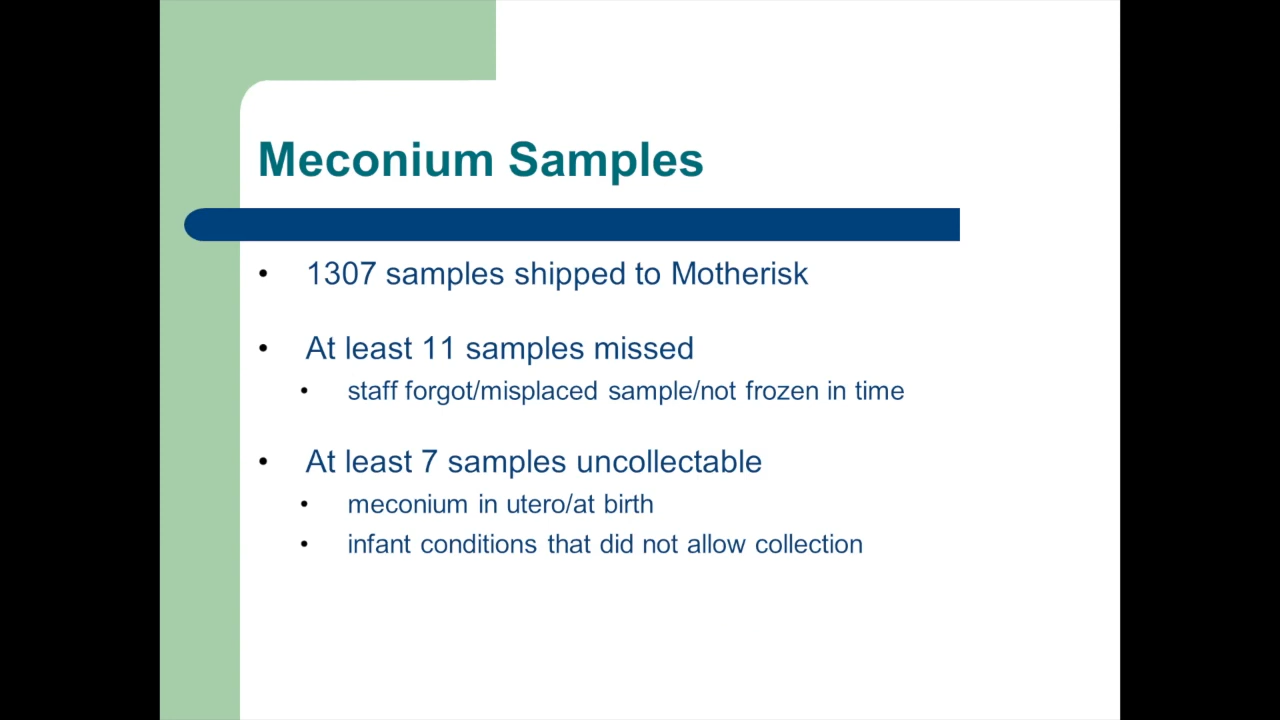 Meconium Samples
• 1307 samples shipped to Motherisk
• At least 11 samples missed
• staff forgot/misplaced sample/not frozen in time
• At least 7 samples uncollectable
• meconium in utero/at birth
• infant conditions that did not allow collection